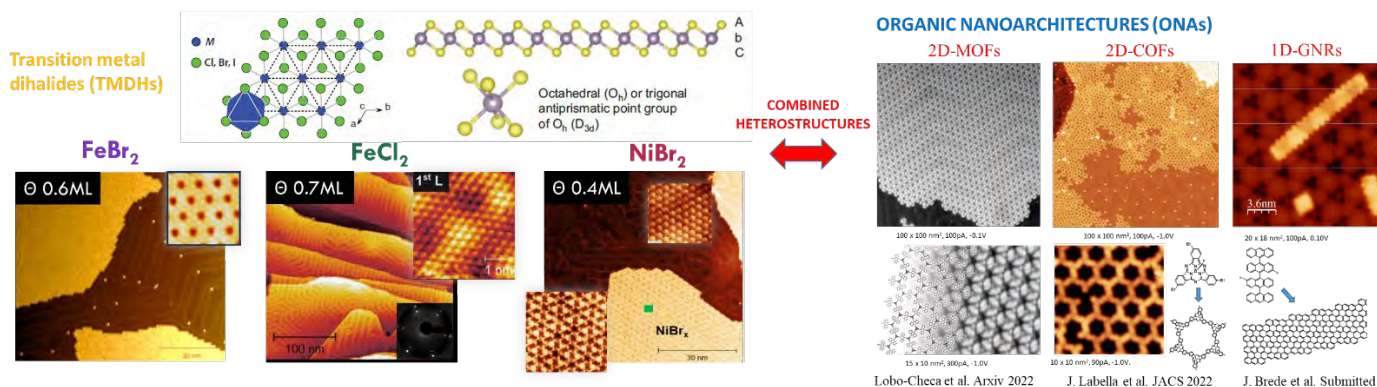 Transition metal
dihalides (TMDHs)
M
Cl, Br, I
c
b
a
A
b
C
Octahedral (Oh) or trigonal
antiprismatic point group
of Oh (D3d)
FeBr2
FeCl2
NiBr2
Θ 0.6ML
Θ 0.7ML
1st L
1 nm
100 nm
Θ 0.4ML
NiBrx
30 nm
COMBINED
HETEROSTRUCTURES
ORGANIC NANOARCHITECTURES (ONAs)
2D-MOFs
2D-COFs
1D-GNRs
3.6nm
100 x 100 nm², 100pA, -0.1V
100 x 100 nm², 100pA, -1.0V
20 x 18 nm², 100pA, 0.10V
15 x 10 nm², 300pA, -1.0V
10 x 10 nm², 90pA, -1.0V.
Lobo-Checa et al. Arxiv 2022
J. Labella et al. JACS 2022
J. Brede et al. Submitted